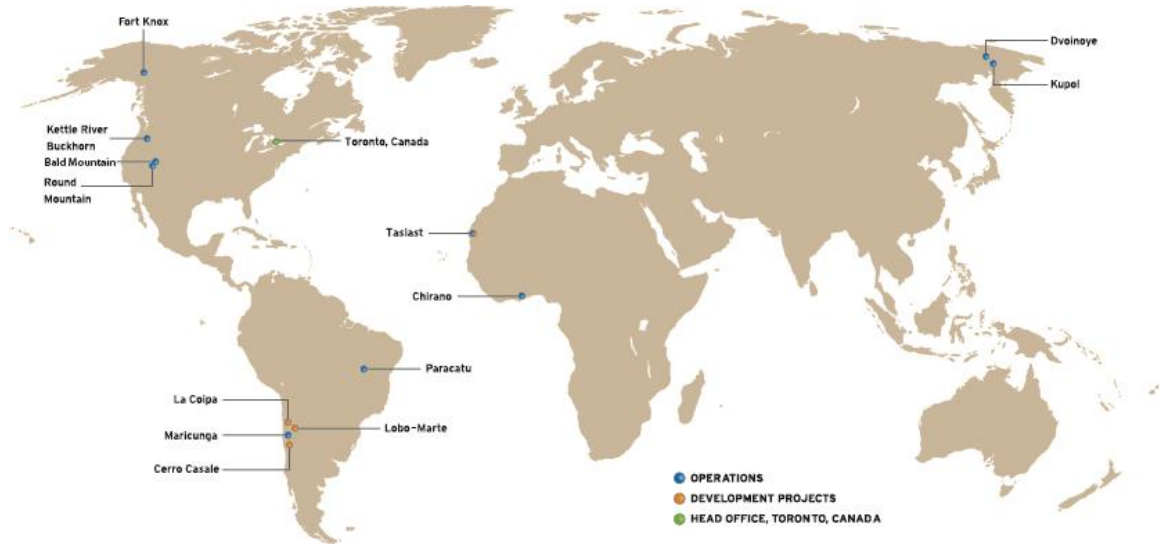 Fort Knox
Dvoinoye
Kupol
Kettle River
Buckhorn
Toronto, Canada
Bald Mountain
Round
Mountain
Tasiast
Chirano
Paracatu
La Coipa
Lobo-Marte
Maricunga
Cerro Casale
OPERATIONS
DEVELOPMENT PROJECTS
HEAD OFFICE, TORONTO, CANADA